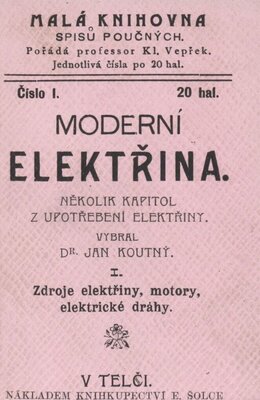 MALÁ KNIHOVNA
SPISŮ POUČNÝCH.
Pořádá professor Kl. Vepřek.
Jednotlivá čísla po 20 hal.
Číslo I. 20 hal.
MODERNÍ
ELEKTŘINA.
NĚKOLIK KAPITOL
Z UPOTŘEBENÍ ELEKTŘINY.
VYBRAL
DR. JAN KOUTNÝ.
I.
Zdroje elektřiny, motory,
elektrické dráhy.
V TELČI.
NÁKLADEM KNIHKUPECTVÍ E. ŠOLCE